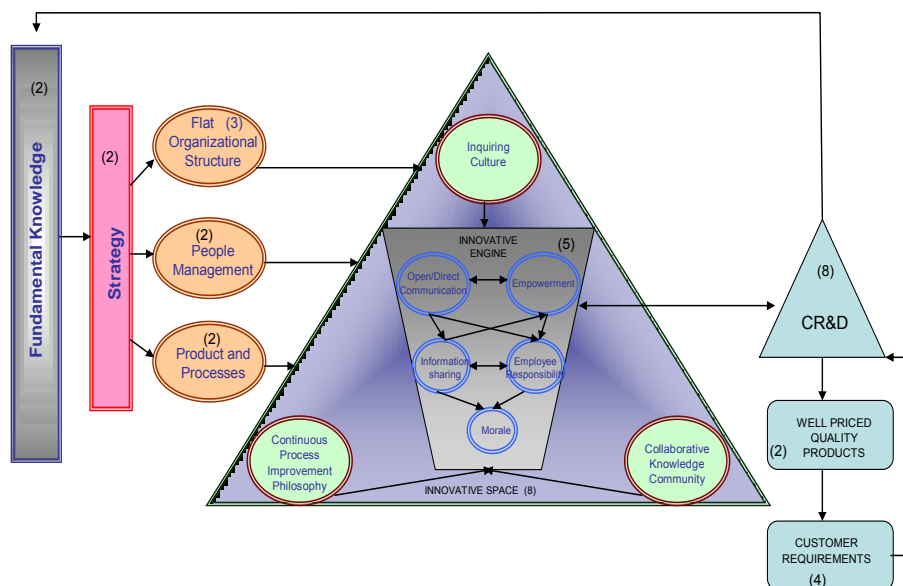 (2)
Fundamental Knowledge
(2)
Strategy
Flat (3)
Organizational
Structure
(2)
People
Management
(2)
Product and
Processes
Inquiring
Culture
INNOVATIVE
ENGINE
(5)
Open/Direct
Communication
Empowerment
Information
sharing
Employee
Responsibility
Morale
Continuous
Process
Improvement
Philosophy
Collaborative
Knowledge
Community
INNOVATIVE SPACE (8)
(8)
CR&D
WELL PRICED
QUALITY
PRODUCTS
(2)
CUSTOMER
REQUIREMENTS
(4)